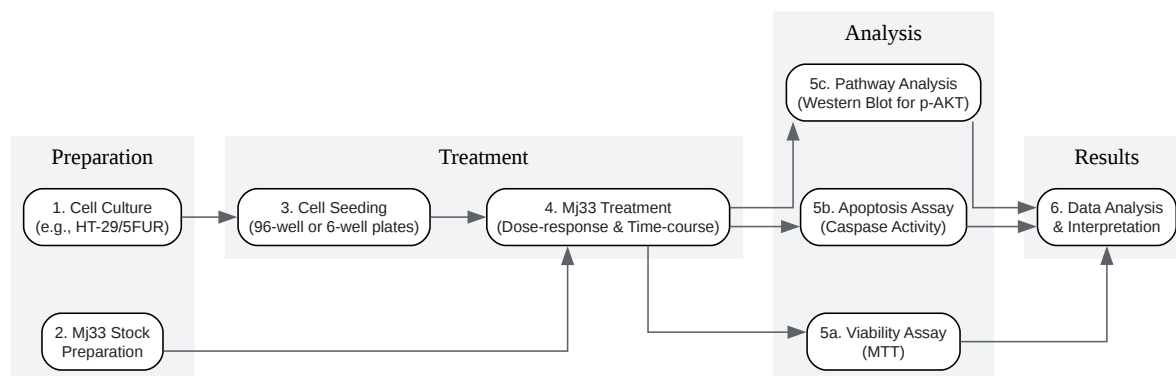 Preparation
1. Cell Culture
(e.g., HT-29/5FUR)
2. Mj33 Stock
Preparation
Treatment
3. Cell Seeding
(96-well or 6-well plates)
4. Mj33 Treatment
(Dose-response & Time-course)
Analysis
5c. Pathway Analysis
(Western Blot for p-AKT)
5b. Apoptosis Assay
(Caspase Activity)
5a. Viability Assay
(MTT)
Results
6. Data Analysis
& Interpretation